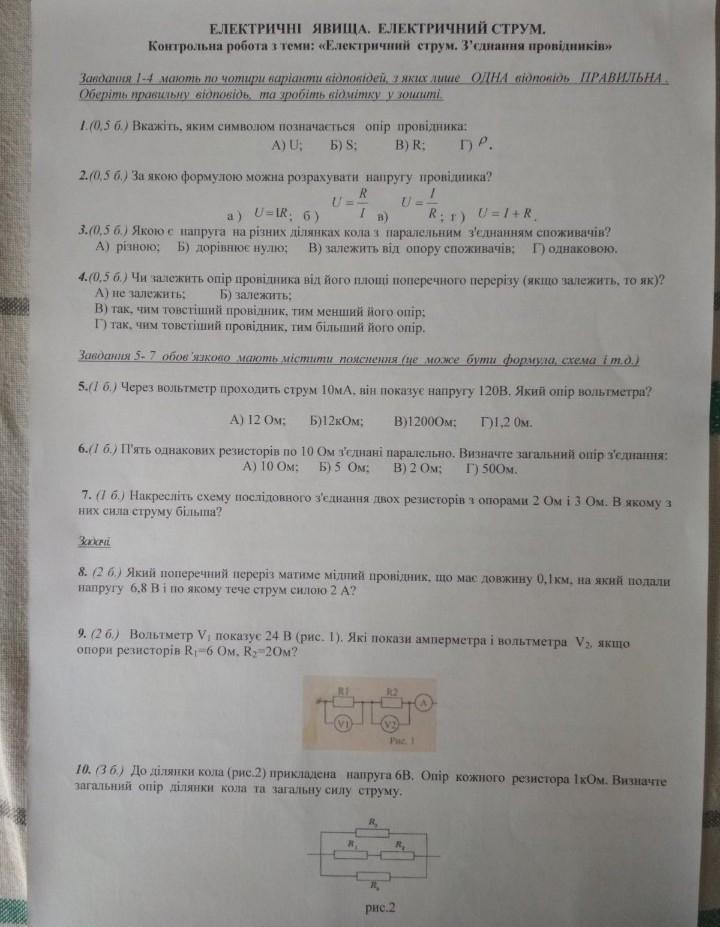 ЕЛЕКТРИЧНІ ЯВИЩА. ЕЛЕКТРИЧНИЙ СТРУМ.
Контрольна робота з теми: «Електричний струм. З’єднання провідників»
Завдання 1-4 мають по чотири варіанти відповідей, з яких лише ОДНА відповідь ПРАВИЛЬНА .
Оберіть правильну відповідь, та зробіть відмітку у зошиті.
1.(0,5 б.) Вкажіть, яким символом позначається опір провідника:
А) U; Б) S; В) R; Г) ρ.
2.(0,5 б.) За якою формулою можна розрахувати напругу провідника?
а) U=IR; б) U = R/I в) U = I/R; г) U = I + R.
3.(0,5 б.) Якою є напруга на різних ділянках кола з паралельним з'єднанням споживачів?
А) різною; Б) дорівнює нулю; В) залежить від опору споживачів; Г) однаковою.
4.(0,5 б.) Чи залежить опір провідника від його площі поперечного перерізу (якщо залежить, то як)?
А) не залежить; Б) залежить;
В) так, чим товстіший провідник, тим менший його опір;
Г) так, чим товстіший провідник, тим більший його опір.
Завдання 5- 7 обов’язково мають містити пояснення (це може бути формула, схема і т.д.)
5.(1 б.) Через вольтметр проходить струм 10мА, він показує напругу 120В. Який опір вольтметра?
А) 12 Ом; Б)12кОм; В)1200Ом; Г)1,2 Ом.
6.(1 б.) П'ять однакових резисторів по 10 Ом з'єднані паралельно. Визначте загальний опір з'єднання:
А) 10 Ом; Б) 5 Ом; В) 2 Ом; Г) 50Ом.
7. (1 б.) Накресліть схему послідовного з'єднання двох резисторів з опорами 2 Ом і 3 Ом. В якому з
них сила струму більша?
Задачі
8. (2 б.) Який поперечний переріз матиме мідний провідник, що має довжину 0,1км, на який подали
напругу 6,8 В і по якому тече струм силою 2 А?
9. (2 б.) Вольтметр V₁ показує 24 В (рис. 1). Які покази амперметра і вольтметра V₂, якщо
опори резисторів R₁=6 Ом, R₂=2Ом?
R1 R2 A
V1 V2
Рис. 1
10. (3 б.) До ділянки кола (рис.2) прикладена напруга 6В. Опір кожного резистора 1кОм. Визначте
загальний опір ділянки кола та загальну силу струму.
R₁ R₂
рис.2